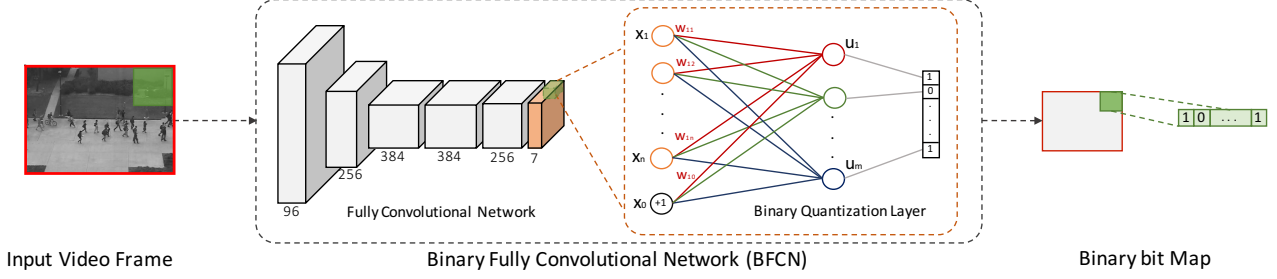 x₁
w₁₁
w₁₂
w₁ₙ
xₙ
w₁₀
x₀
+1
u₁
uₘ
1
0
1
1 0 ... 1
96
256
384
384
256
7
Fully Convolutional Network
Binary Quantization Layer
Input Video Frame
Binary Fully Convolutional Network (BFCN)
Binary bit Map